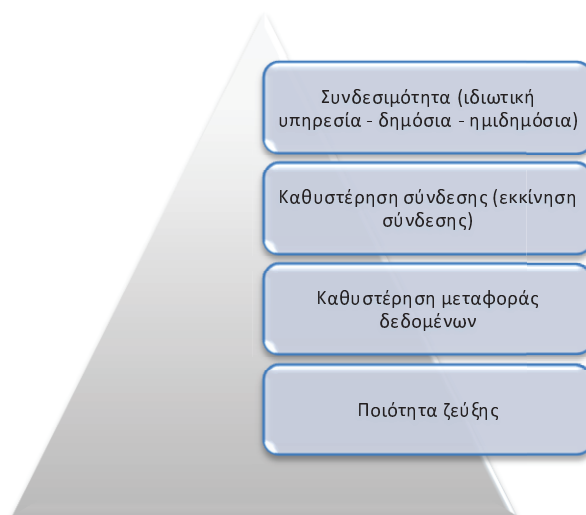 Συνδεσιμότητα (ιδιωτική
υπηρεσία - δημόσια - ημιδημόσια)
Καθυστέρηση σύνδεσης (εκκίνηση
σύνδεσης)
Καθυστέρηση μεταφοράς
δεδομένων
Ποιότητα ζεύξης